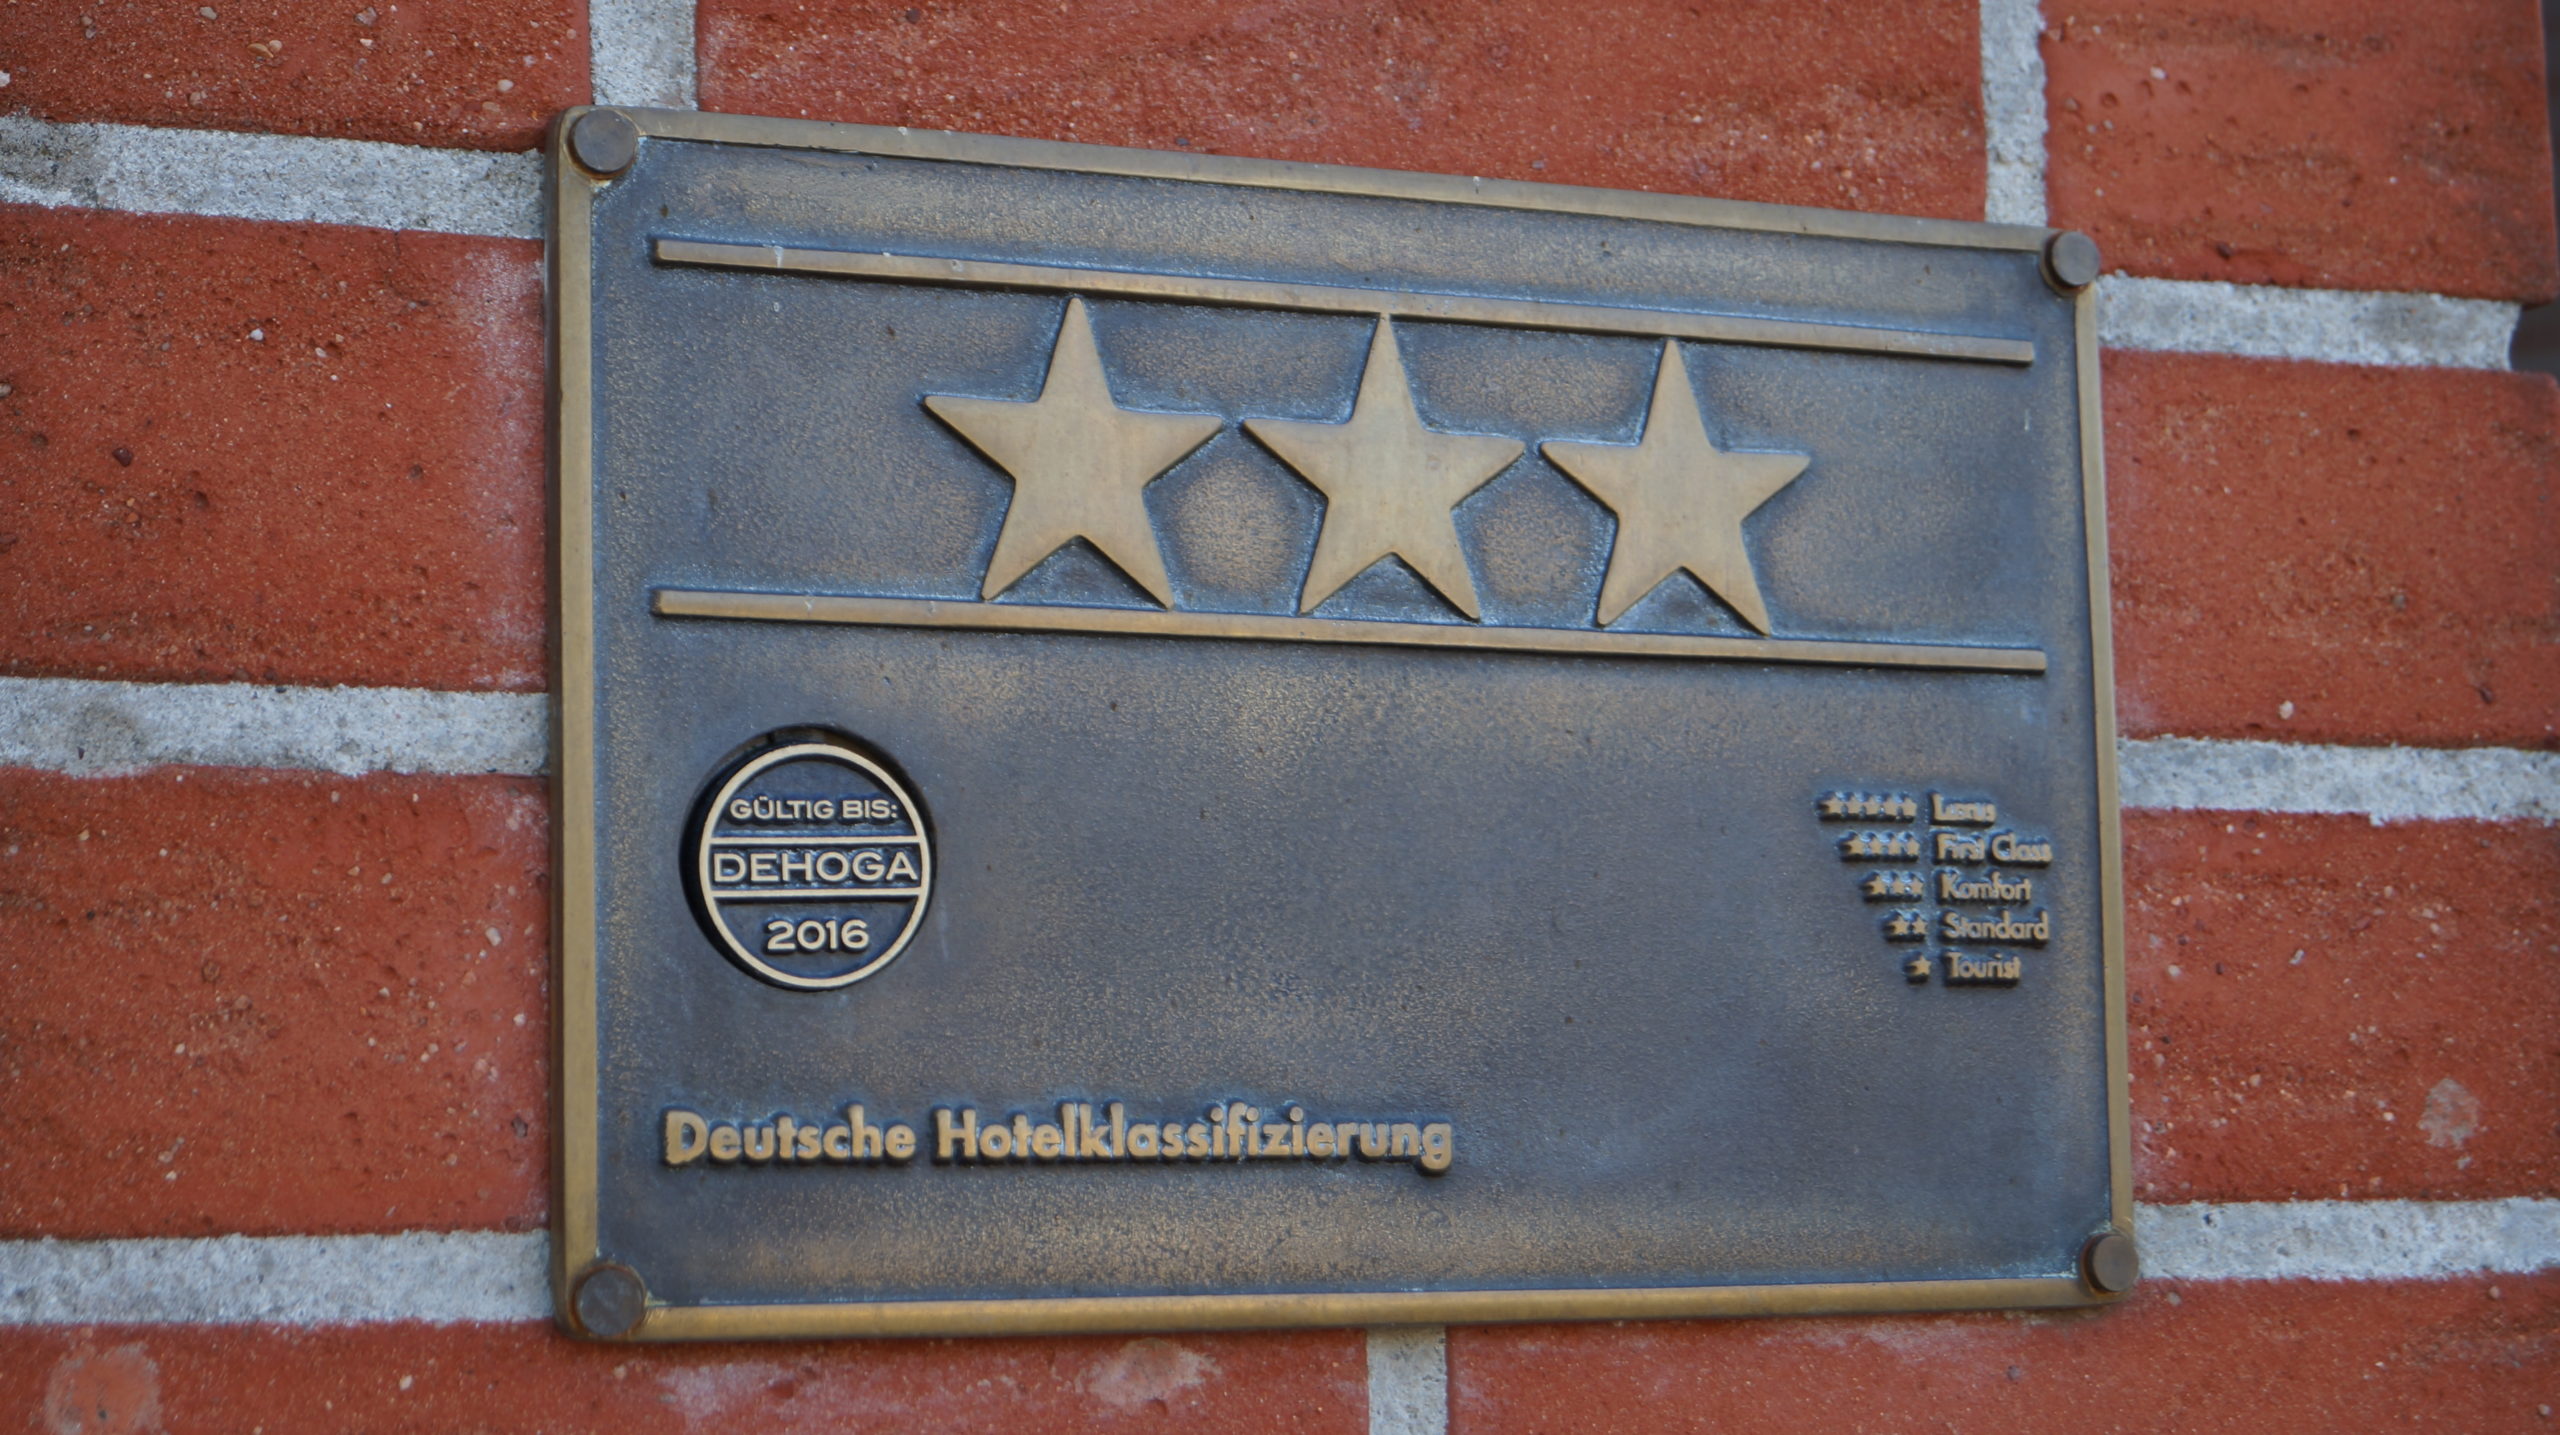 GÜLTIG BIS:
DEHOGA
2016
Luxus
First Class
Komfort
Standard
Tourist
Deutsche Hotelklassifizierung